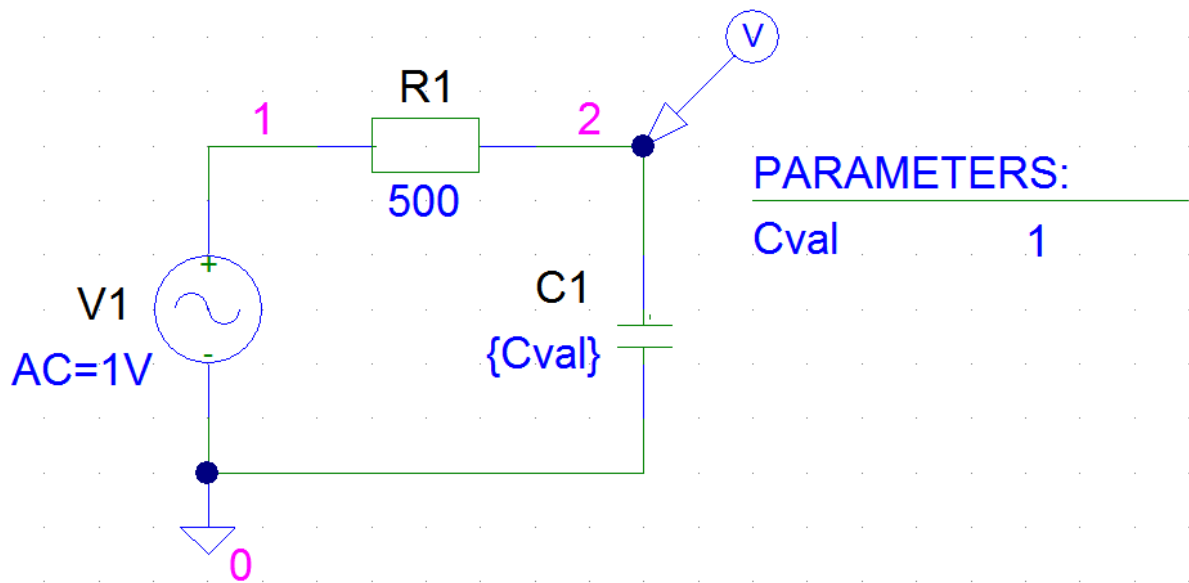 V
R1
1
2
500
PARAMETERS:
Cval 1
+
V1
AC=1V
-
C1
{Cval}
0